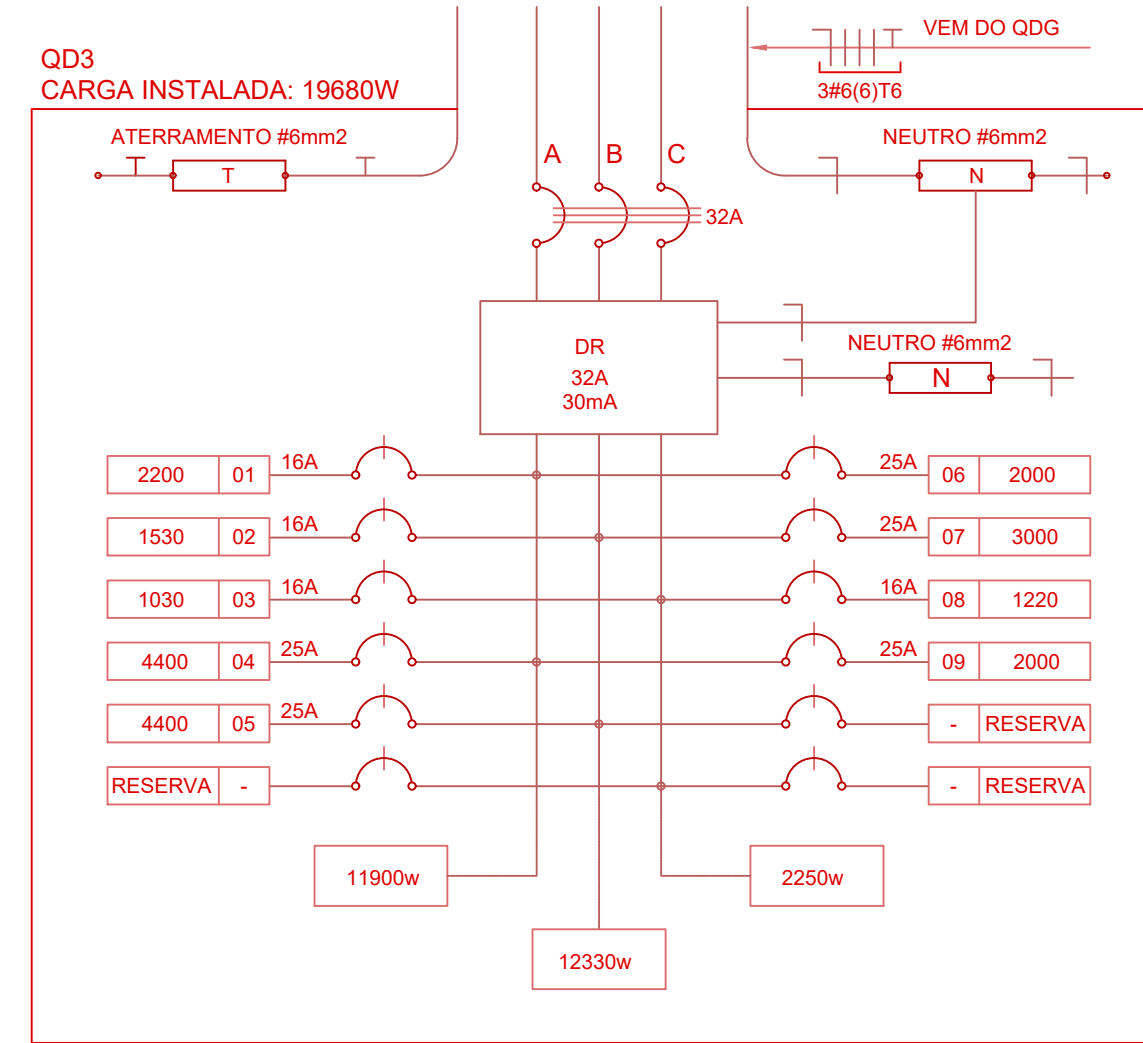 VEM DO QDG
3#6(6)T6
QD3
CARGA INSTALADA: 19680W
ATERRAMENTO #6mm2
T
A
B
C
32A
NEUTRO #6mm2
N
DR
32A
30mA
NEUTRO #6mm2
N
2200 01 16A
25A 06 2000
1530 02 16A
25A 07 3000
1030 03 16A
16A 08 1220
4400 04 25A
25A 09 2000
4400 05 25A
- RESERVA
RESERVA -
- RESERVA
11900w
2250w
12330w